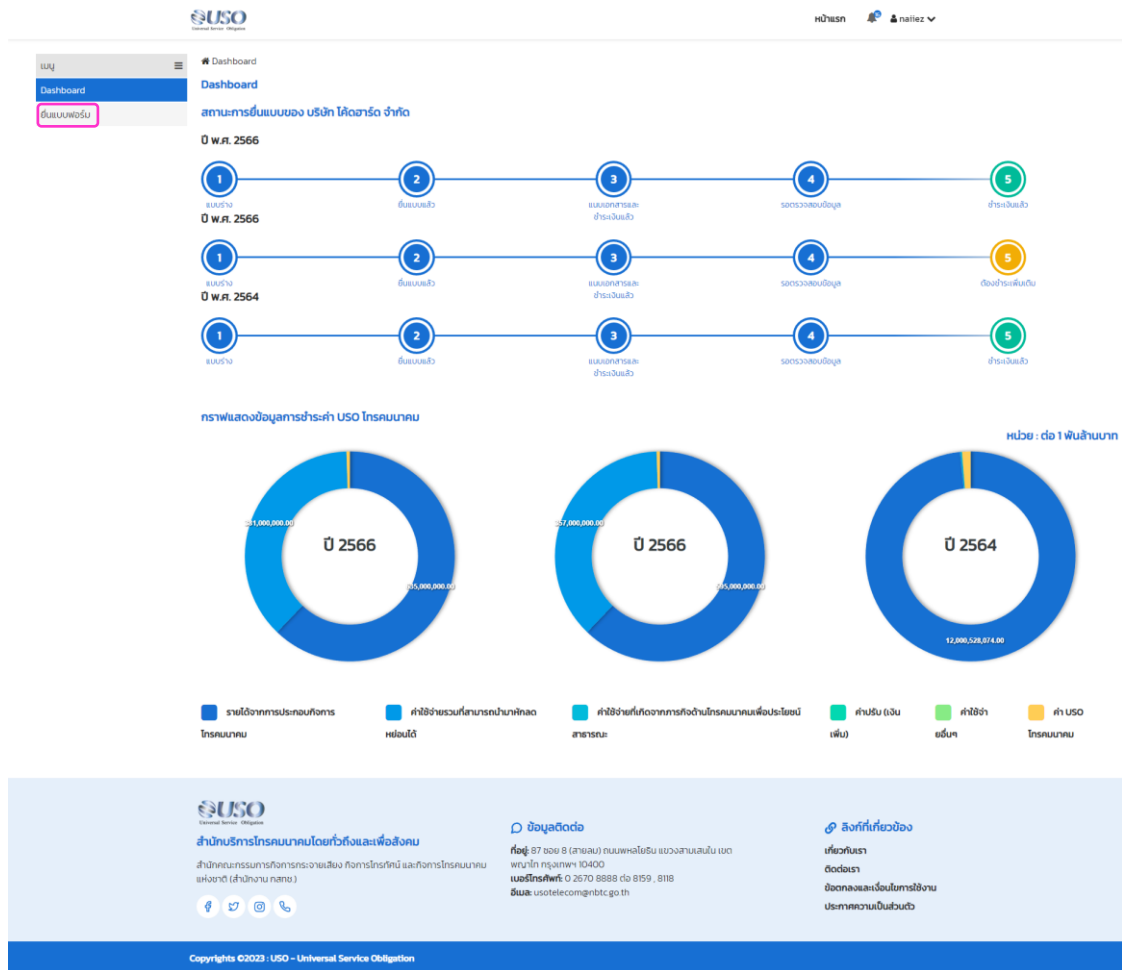 USO
Universal Service Obligation
หน้าแรก
naiiez
เมนู
Dashboard
ยื่นแบบฟอร์ม
Dashboard
Dashboard
สถานะการยื่นแบบของ บริษัท โค้ดฮาร์ด จำกัด
ปี พ.ศ. 2566
1 2 3 4 5
แบบร่าง ยื่นแบบแล้ว แนบเอกสารและ รอตรวจสอบข้อมูล ชำระเงินแล้ว
ชำระเงินแล้ว
ปี พ.ศ. 2566
1 2 3 4 5
แบบร่าง ยื่นแบบแล้ว แนบเอกสารและ รอตรวจสอบข้อมูล ต้องชำระเพิ่มเติม
ชำระเงินแล้ว
ปี พ.ศ. 2564
1 2 3 4 5
แบบร่าง ยื่นแบบแล้ว แนบเอกสารและ รอตรวจสอบข้อมูล ชำระเงินแล้ว
ชำระเงินแล้ว
กราฟแสดงข้อมูลการชำระค่า USO โทรคมนาคม
หน่วย : ต่อ 1 พันล้านบาท
ปี 2566
ปี 2566
ปี 2564
12,000,528,074.00
รายได้จากการประกอบกิจการ
โทรคมนาคม
ค่าใช้จ่ายรวมที่สามารถนำมาหักลด
หย่อนได้
ค่าใช้จ่ายที่เกิดจากภารกิจด้านโทรคมนาคมเพื่อประโยชน์
สาธารณะ
ค่าปรับ (เงิน
เพิ่ม)
ค่าใช้จ่า
ยอื่นๆ
ค่า USO
โทรคมนาคม
USO
Universal Service Obligation
สำนักบริการโทรคมนาคมโดยทั่วถึงและเพื่อสังคม
สำนักคณะกรรมการกิจการกระจายเสียง กิจการโทรทัศน์ และกิจการโทรคมนาคม
แห่งชาติ (สำนักงาน กสทช.)
ข้อมูลติดต่อ
ที่อยู่: 87 ซอย 8 (สายลม) ถนนพหลโยธิน แขวงสามเสนใน เขต
พญาไท กรุงเทพฯ 10400
เบอร์โทรศัพท์: 0 2670 8888 ต่อ 8159 , 8118
อีเมล: usotelecom@nbtc.go.th
ลิงก์ที่เกี่ยวข้อง
เกี่ยวกับเรา
ติดต่อเรา
ข้อตกลงและเงื่อนไขการใช้งาน
ประกาศความเป็นส่วนตัว
Copyrights ©2023 : USO - Universal Service Obligation